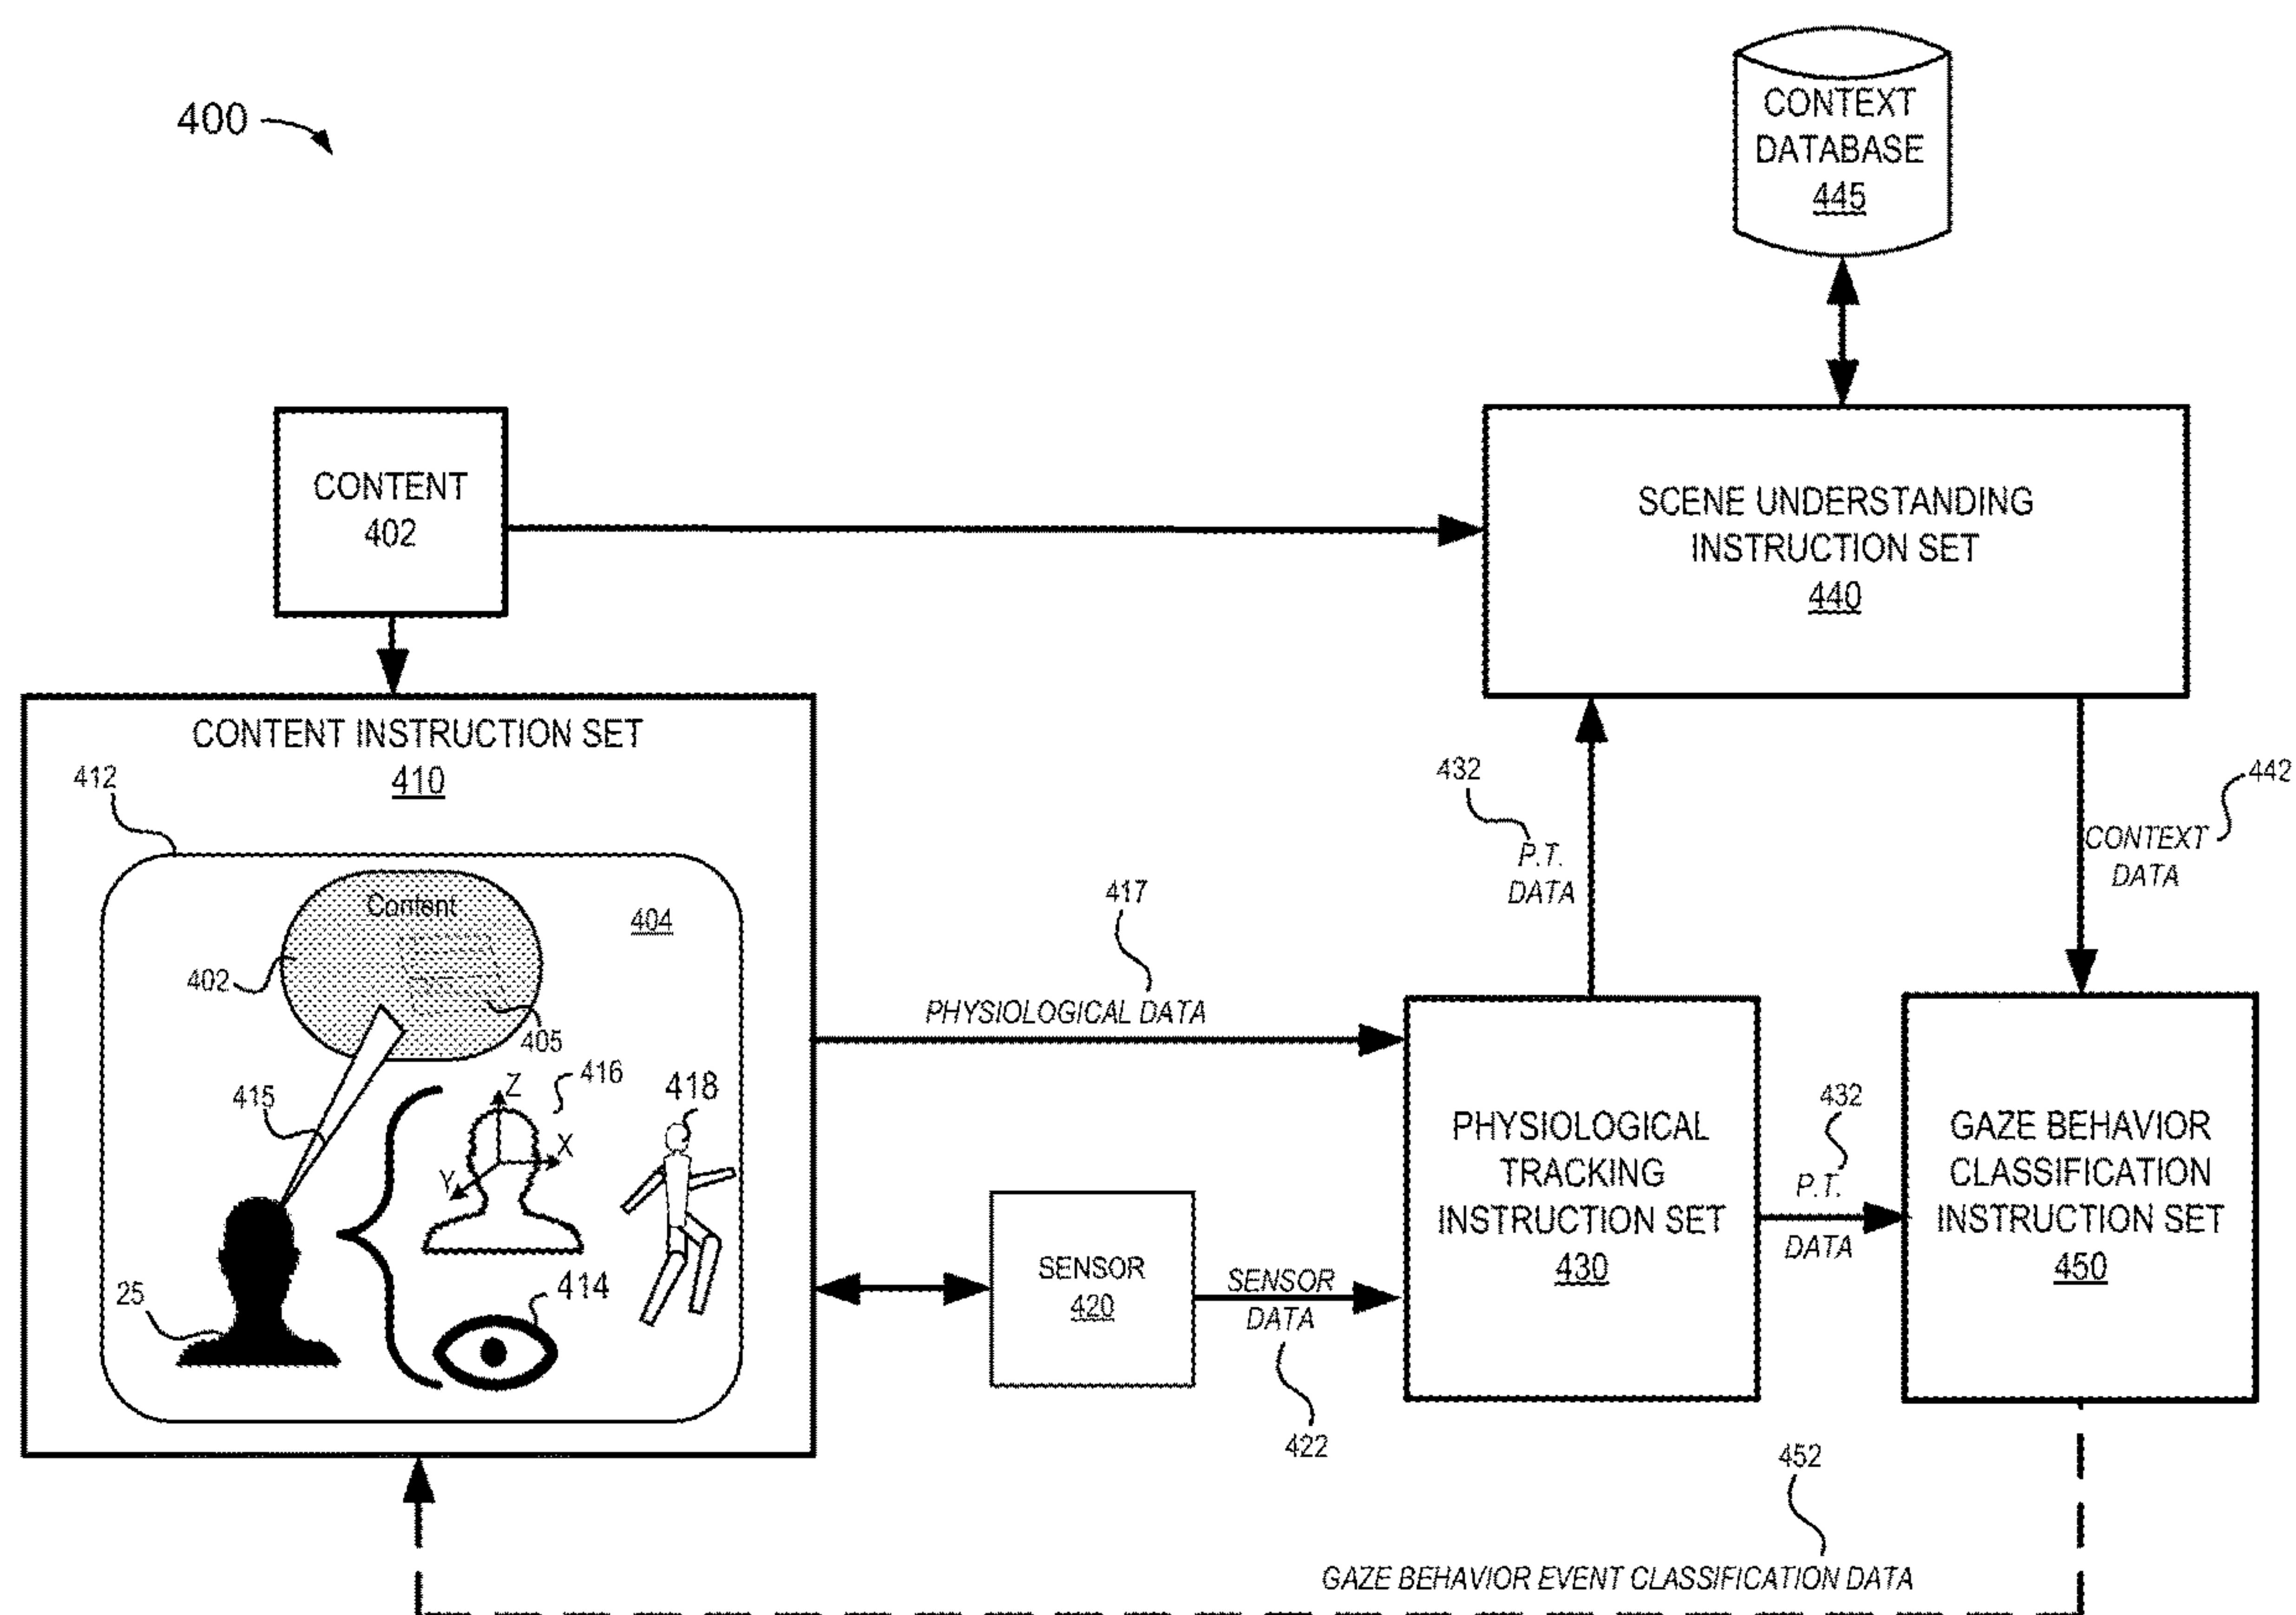 400
CONTEXT
DATABASE
445
CONTENT
402
SCENE UNDERSTANDING
INSTRUCTION SET
440
CONTENT INSTRUCTION SET
410
412
432
P.T.
DATA
442
CONTEXT
DATA
Content
404
402
405
417
PHYSIOLOGICAL DATA
415
416
Z
X
Y
418
25
414
SENSOR
420
SENSOR
DATA
422
PHYSIOLOGICAL
TRACKING
INSTRUCTION SET
430
432
P.T.
DATA
GAZE BEHAVIOR
CLASSIFICATION
INSTRUCTION SET
450
452
GAZE BEHAVIOR EVENT CLASSIFICATION DATA